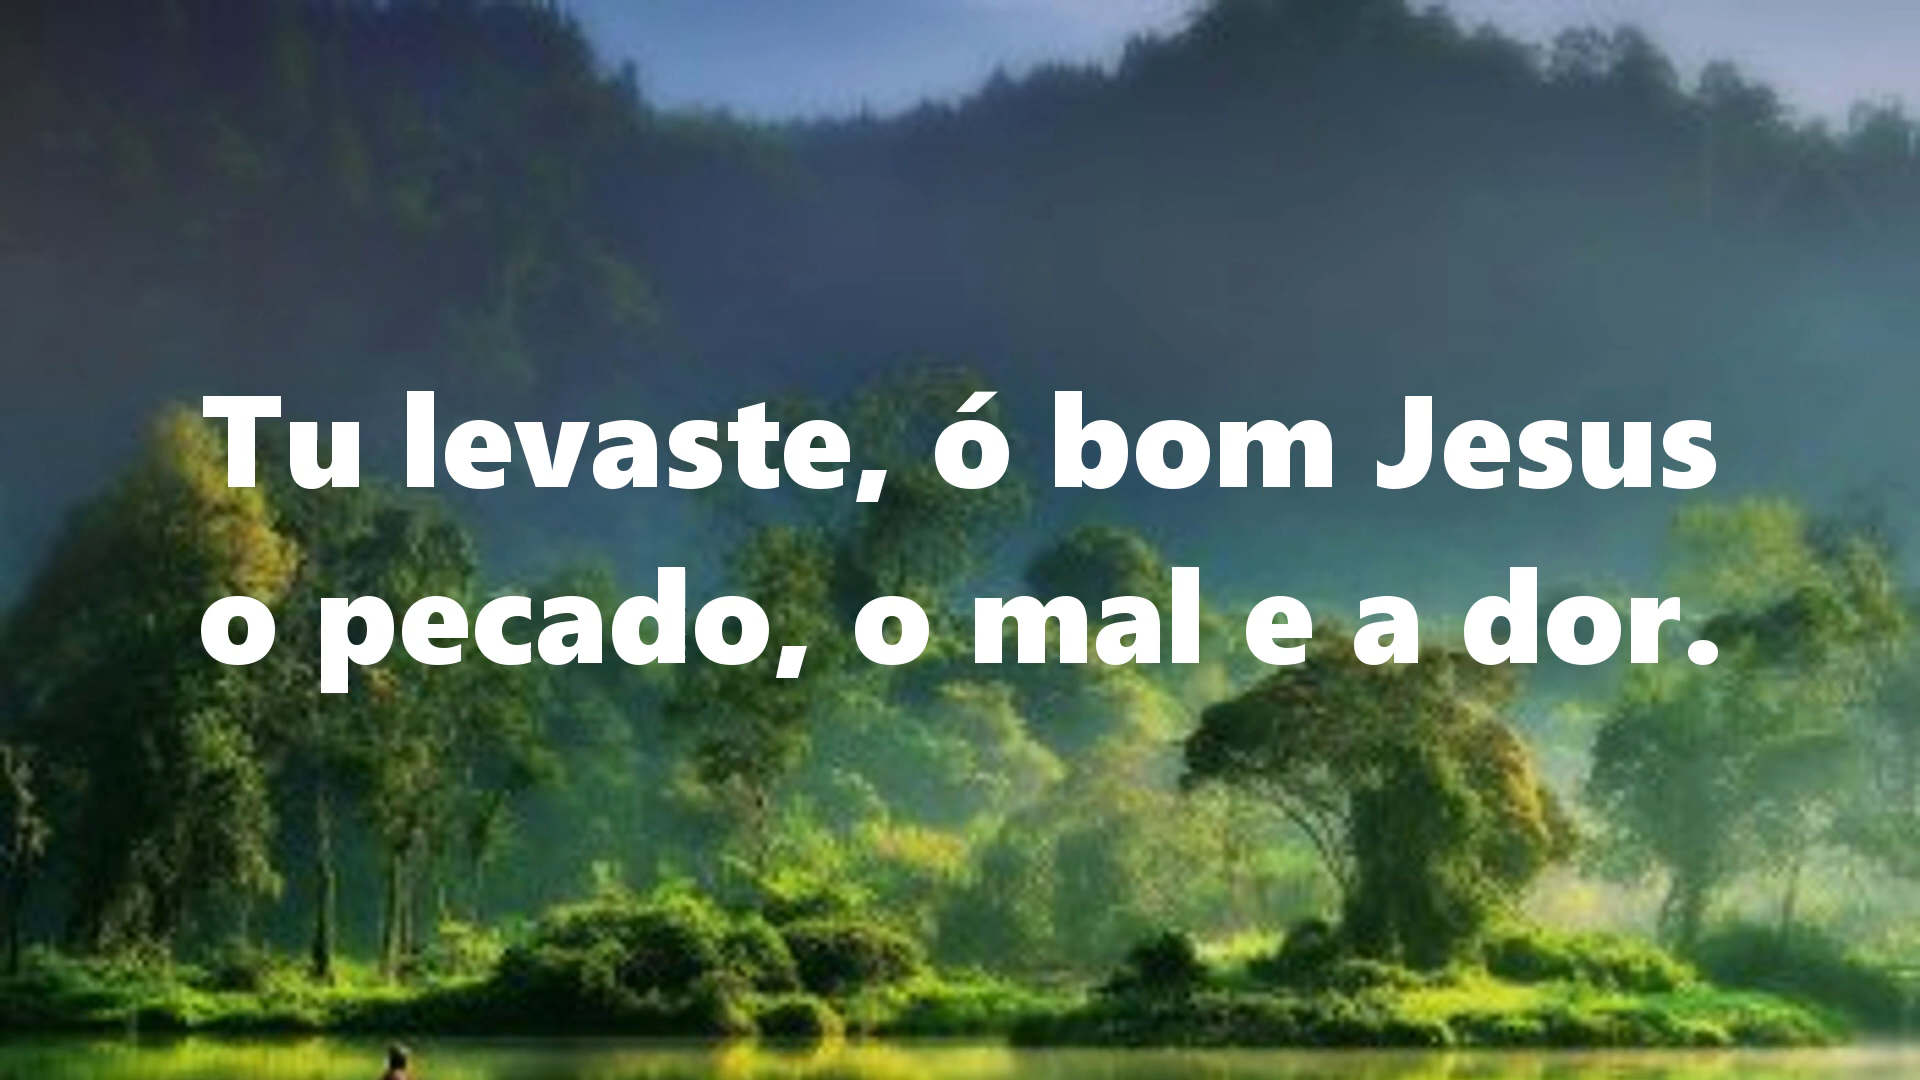 Tu levaste, ó bom Jesus
o pecado, o mal e a dor.